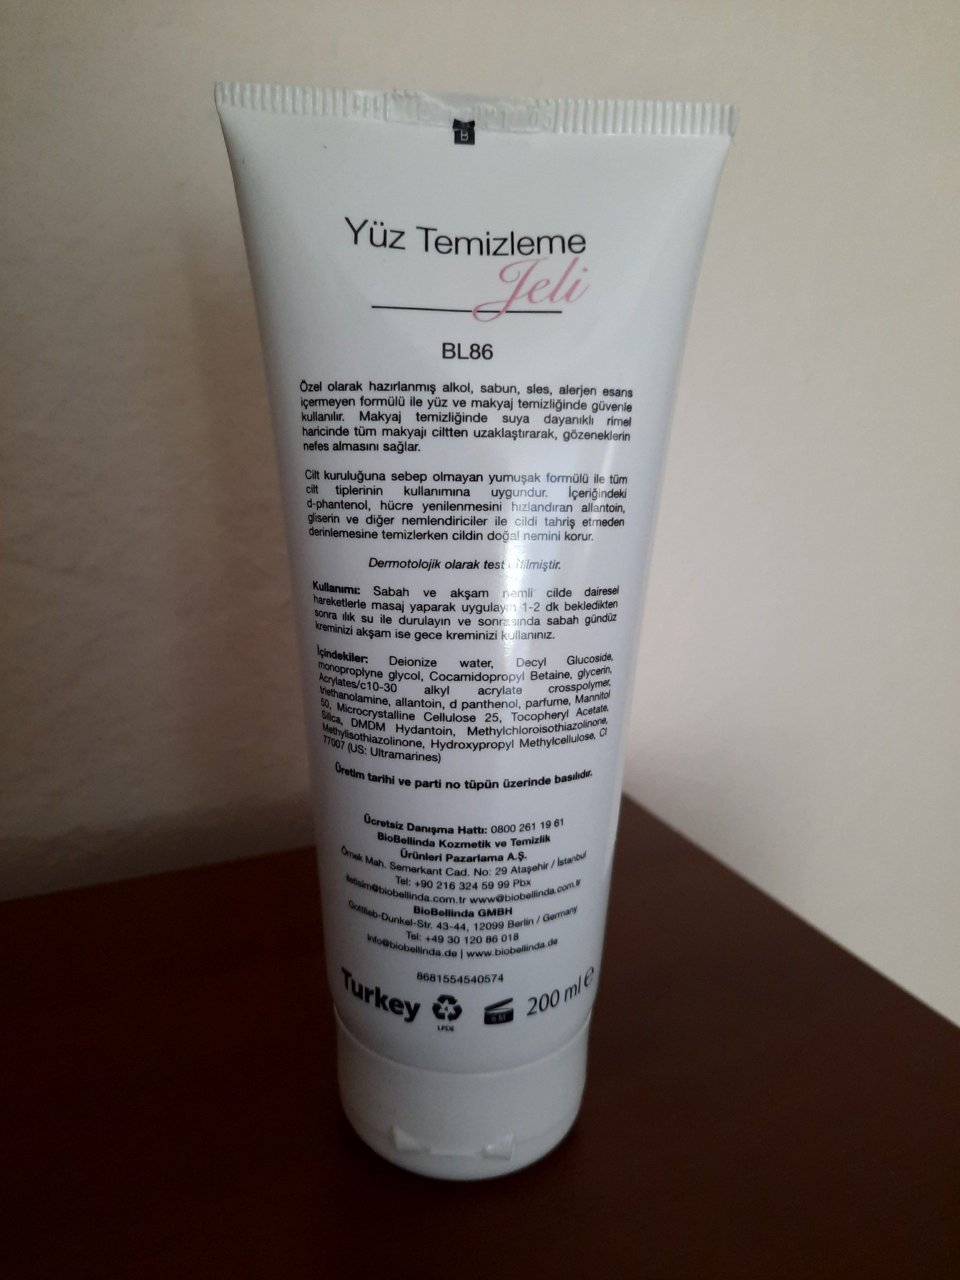 B
Yüz Temizleme
Jeli
BL86
Özel olarak hazırlanmış alkol, sabun, sles, alerjen esans
içermeyen formülü ile yüz ve makyaj temizliğinde güvenle
kullanılır. Makyaj temizliğinde suya dayanıklı rimel
haricinde tüm makyajı ciltten uzaklaştırarak, gözeneklerin
nefes almasını sağlar.
Cilt kuruluğuna sebep olmayan yumuşak formülü ile tüm
cilt tiplerinin kullanımına uygundur. İçeriğindeki
d-phantenol, hücre yenilenmesini hızlandıran allantoin,
gliserin ve diğer nemlendiriciler ile cildi tahriş etmeden
derinlemesine temizlerken cildin doğal nemini korur.
Dermotolojik olarak test edilmiştir.
Kullanımı: Sabah ve akşam nemli cilde dairesel
hareketlerle masaj yaparak uygulayın 1-2 dk bekledikten
sonra ılık su ile durulayın ve sonrasında sabah gündüz
kreminizi akşam ise gece kreminizi kullanınız.
İçindekiler: Deionize water, Decyl Glucoside,
monoproplyne glycol, Cocamidopropyl Betaine, glycerin,
Acrylates/c10-30 alkyl acrylate crosspolymer,
triethanolamine, allantoin, d panthenol, parfume, Mannitol
50, Microcrystalline Cellulose 25, Tocopheryl Acetate,
Silica, DMDM Hydantoin, Methylchloroisothiazolinone,
Methylisothiazolinone, Hydroxypropyl Methylcellulose, CI
77007 (US: Ultramarines)
Üretim tarihi ve parti no tüpün üzerinde basılıdır.
Ücretsiz Danışma Hattı: 0800 261 19 61
BioBellinda Kozmetik ve Temizlik
Ürünleri Pazarlama A.Ş.
Örnek Mah. Semerkant Cad. No: 29 Ataşehir / İstanbul
Tel: +90 216 324 59 99 Pbx
iletisim@biobellinda.com.tr www@biobellinda.com.tr
BioBellinda GMBH
Gottlieb-Dunkel-Str. 43-44, 12099 Berlin / Germany
Tel: +49 30 120 86 018
info@biobellinda.de | www.biobellinda.de
8681554540574
Turkey 4 6 M 200 ml ℮
LPDE